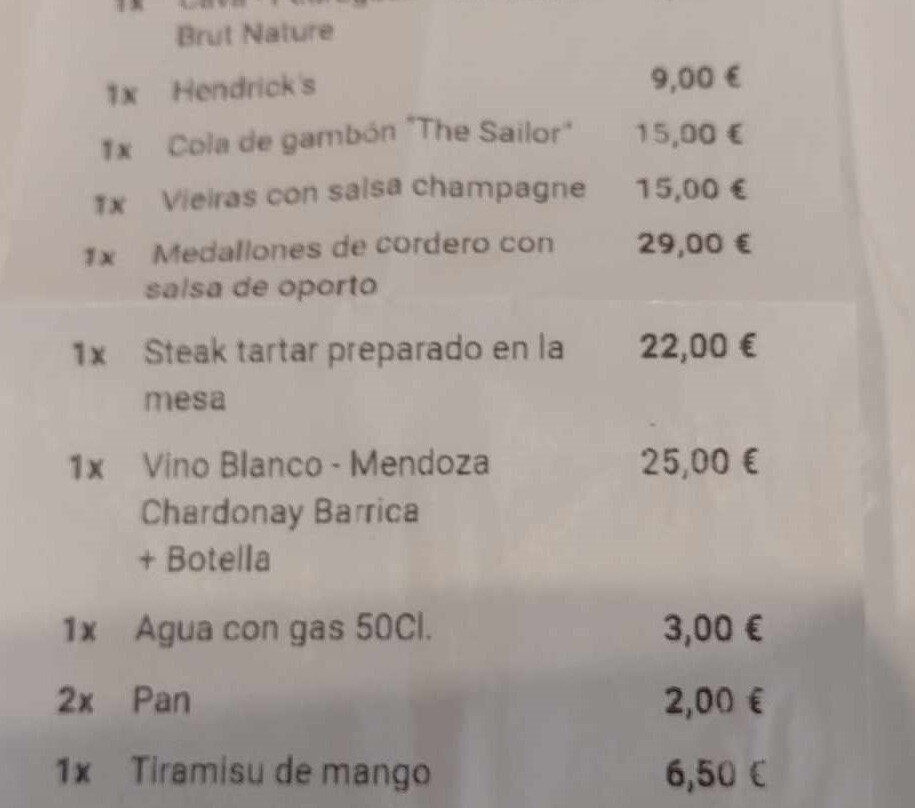 1x Cava -
Brut Nature
1x Hendrick's 9,00 €
1x Cola de gambón "The Sailor" 15,00 €
1x Vieiras con salsa champagne 15,00 €
1x Medallones de cordero con 29,00 €
salsa de oporto
1x Steak tartar preparado en la 22,00 €
mesa
1x Vino Blanco - Mendoza 25,00 €
Chardonay Barrica
+ Botella
1x Agua con gas 50Cl. 3,00 €
2x Pan 2,00 €
1x Tiramisu de mango 6,50 €